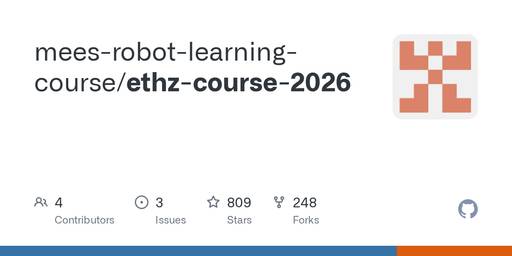 mees-robot-learning-
course/ethz-course-2026
4
Contributors
3
Issues
809
Stars
248
Forks